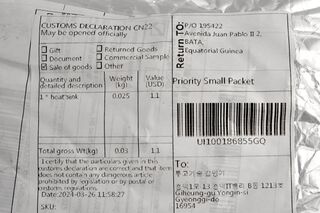 CUSTOMS DECLARATION CN22
May be opened officially
Gift
Returned Goods
Document
Commercial Sample
Sale of goods
Other
Quantity and detailed description
Weight (kg)
Value (USD)
1 * heat sink
0.025
1.1
Total gross Wt(kg)
0.03
1.1
I certify that the particulars given in this
customs declaration are correct and that item
does not contain any dangerous article
prohibited by legislation or by postal or
customs regulations.
Date:2024-03-26 11:58:27
SKU:
Return TO:
P/O 195422
Avenida Juan Pablo II 2,
BATA,
Equatorial Guinea
Priority Small Packet
UI100186855GQ
To:
Giheung-gu Yongin-si
Gyeonggi-do
16954